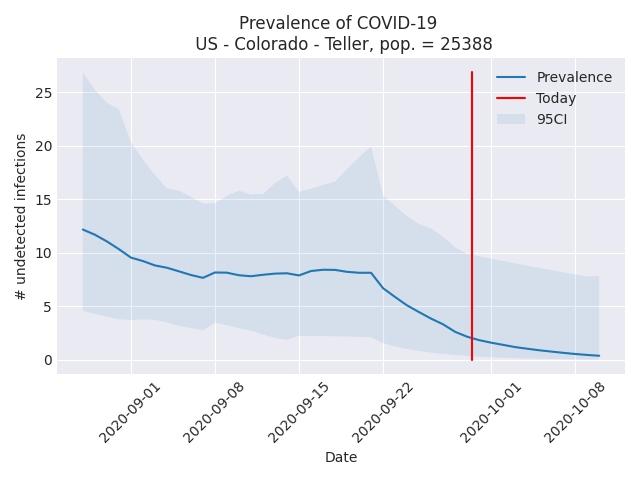 Prevalence of COVID-19
US - Colorado - Teller, pop. = 25388
Prevalence
Today
95CI
# undetected infections
25
20
15
10
5
0
2020-09-01
2020-09-08
2020-09-15
2020-09-22
2020-10-01
2020-10-08
Date